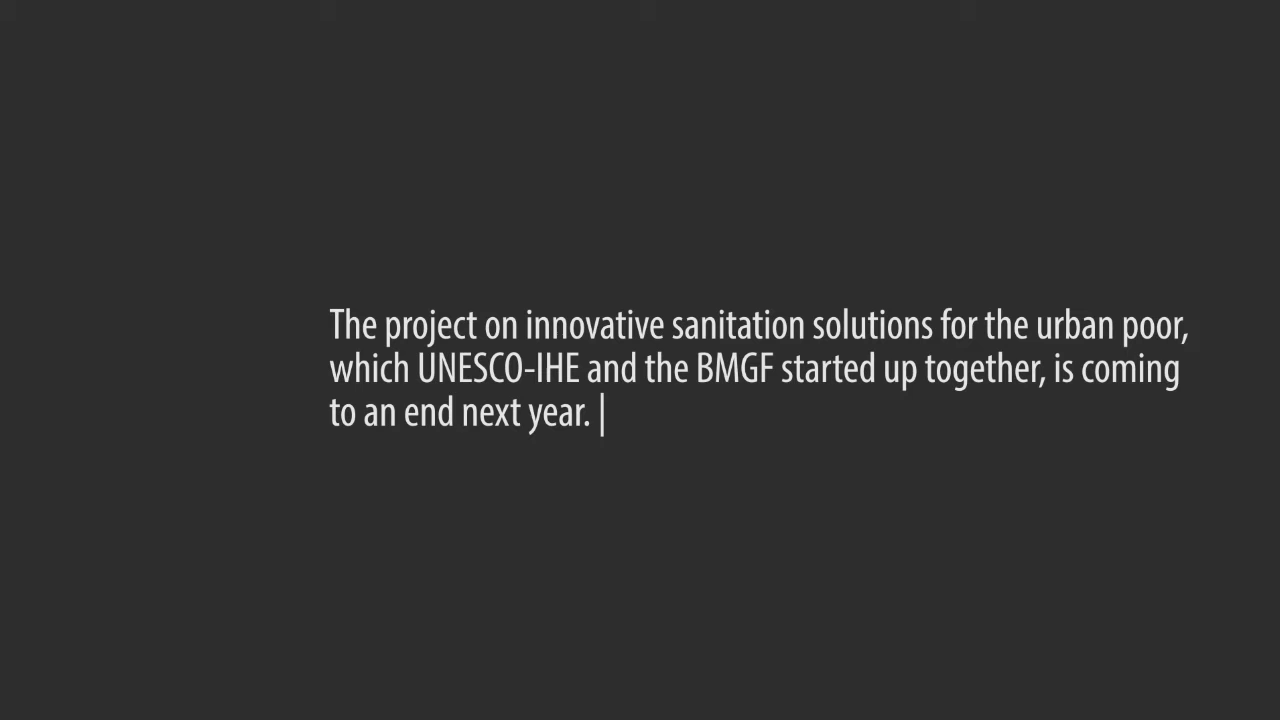 The project on innovative sanitation solutions for the urban poor,
which UNESCO-IHE and the BMGF started up together, is coming
to an end next year. |